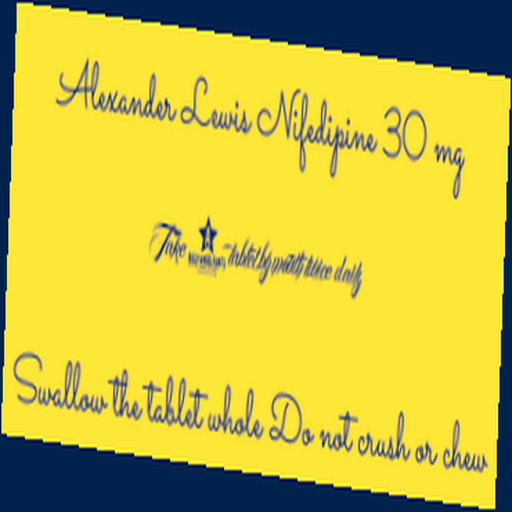 Alexander Lewis Nifedipine 30 mg
Take tablet by mouth twice daily
Swallow the tablet whole Do not crush or chew